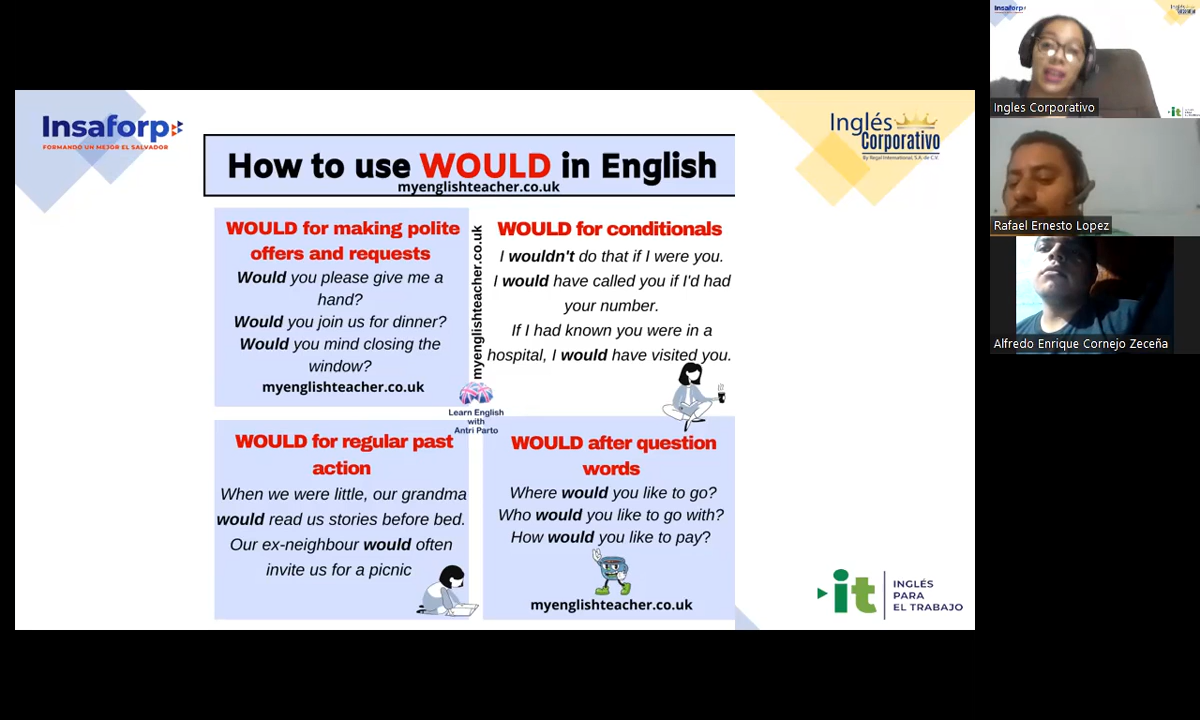 Insaforp
FORMANDO UN MEJOR EL SALVADOR
Inglés
Corporativo
By Regal International, S.A. de C.V.
How to use WOULD in English
myenglishteacher.co.uk
WOULD for making polite
offers and requests
Would you please give me a
hand?
Would you join us for dinner?
Would you mind closing the
window?
myenglishteacher.co.uk
myenglishteacher.co.uk
WOULD for conditionals
I wouldn't do that if I were you.
I would have called you if I'd had
your number.
If I had known you were in a
hospital, I would have visited you.
Learn English
with
Antri Parto
WOULD for regular past
action
When we were little, our grandma
would read us stories before bed.
Our ex-neighbour would often
invite us for a picnic
WOULD after question
words
Where would you like to go?
Who would you like to go with?
How would you like to pay?
myenglishteacher.co.uk
it
INGLÉS
PARA
EL TRABAJO
Insaforp
Ingles Corporativo
it
Rafael Ernesto Lopez
Alfredo Enrique Cornejo Zeceña